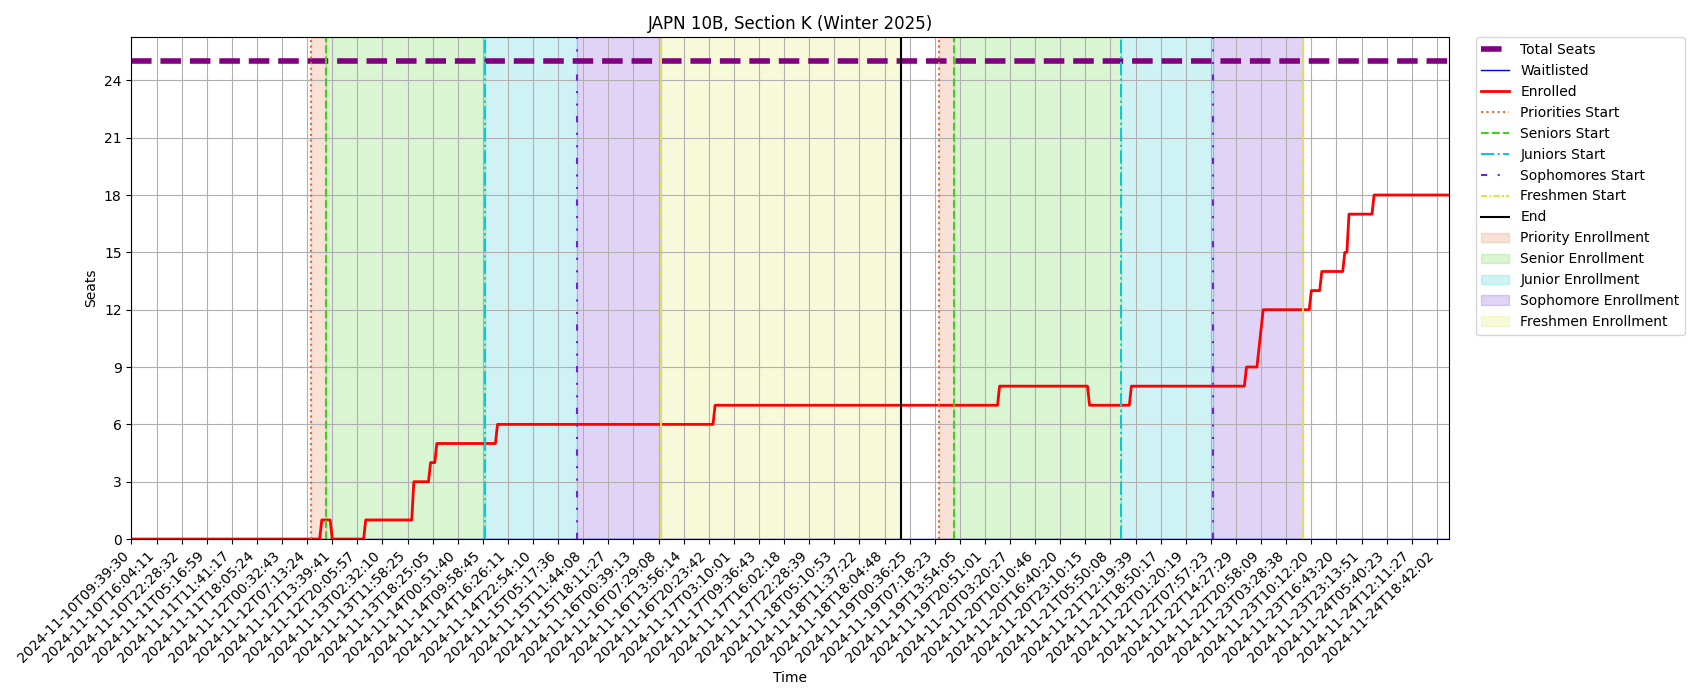 JAPN 10B, Section K (Winter 2025)
Seats
24
21
18
15
12
9
6
3
0
2024-11-10T09:39:30
2024-11-10T16:04:11
2024-11-10T22:28:32
2024-11-11T05:16:59
2024-11-11T11:41:17
2024-11-11T18:05:24
2024-11-12T00:32:43
2024-11-12T07:13:24
2024-11-12T13:39:41
2024-11-12T20:05:57
2024-11-13T02:32:10
2024-11-13T11:58:25
2024-11-13T18:25:05
2024-11-14T00:51:40
2024-11-14T09:58:45
2024-11-14T16:26:11
2024-11-14T22:54:10
2024-11-15T05:17:36
2024-11-15T11:44:08
2024-11-15T18:11:27
2024-11-16T00:39:13
2024-11-16T07:29:08
2024-11-16T13:56:14
2024-11-16T20:23:42
2024-11-17T03:10:01
2024-11-17T09:36:43
2024-11-17T16:02:18
2024-11-17T22:28:39
2024-11-18T05:10:53
2024-11-18T11:37:22
2024-11-18T18:04:48
2024-11-19T00:36:25
2024-11-19T07:18:23
2024-11-19T13:54:05
2024-11-19T20:51:01
2024-11-20T03:20:27
2024-11-20T10:10:46
2024-11-20T16:40:20
2024-11-20T23:10:15
2024-11-21T05:50:08
2024-11-21T12:19:39
2024-11-21T18:50:17
2024-11-22T01:20:19
2024-11-22T07:57:23
2024-11-22T14:27:29
2024-11-22T20:58:09
2024-11-23T03:28:38
2024-11-23T10:12:20
2024-11-23T16:43:20
2024-11-23T23:13:51
2024-11-24T05:40:23
2024-11-24T12:11:27
2024-11-24T18:42:02
Time
Total Seats
Waitlisted
Enrolled
Priorities Start
Seniors Start
Juniors Start
Sophomores Start
Freshmen Start
End
Priority Enrollment
Senior Enrollment
Junior Enrollment
Sophomore Enrollment
Freshmen Enrollment